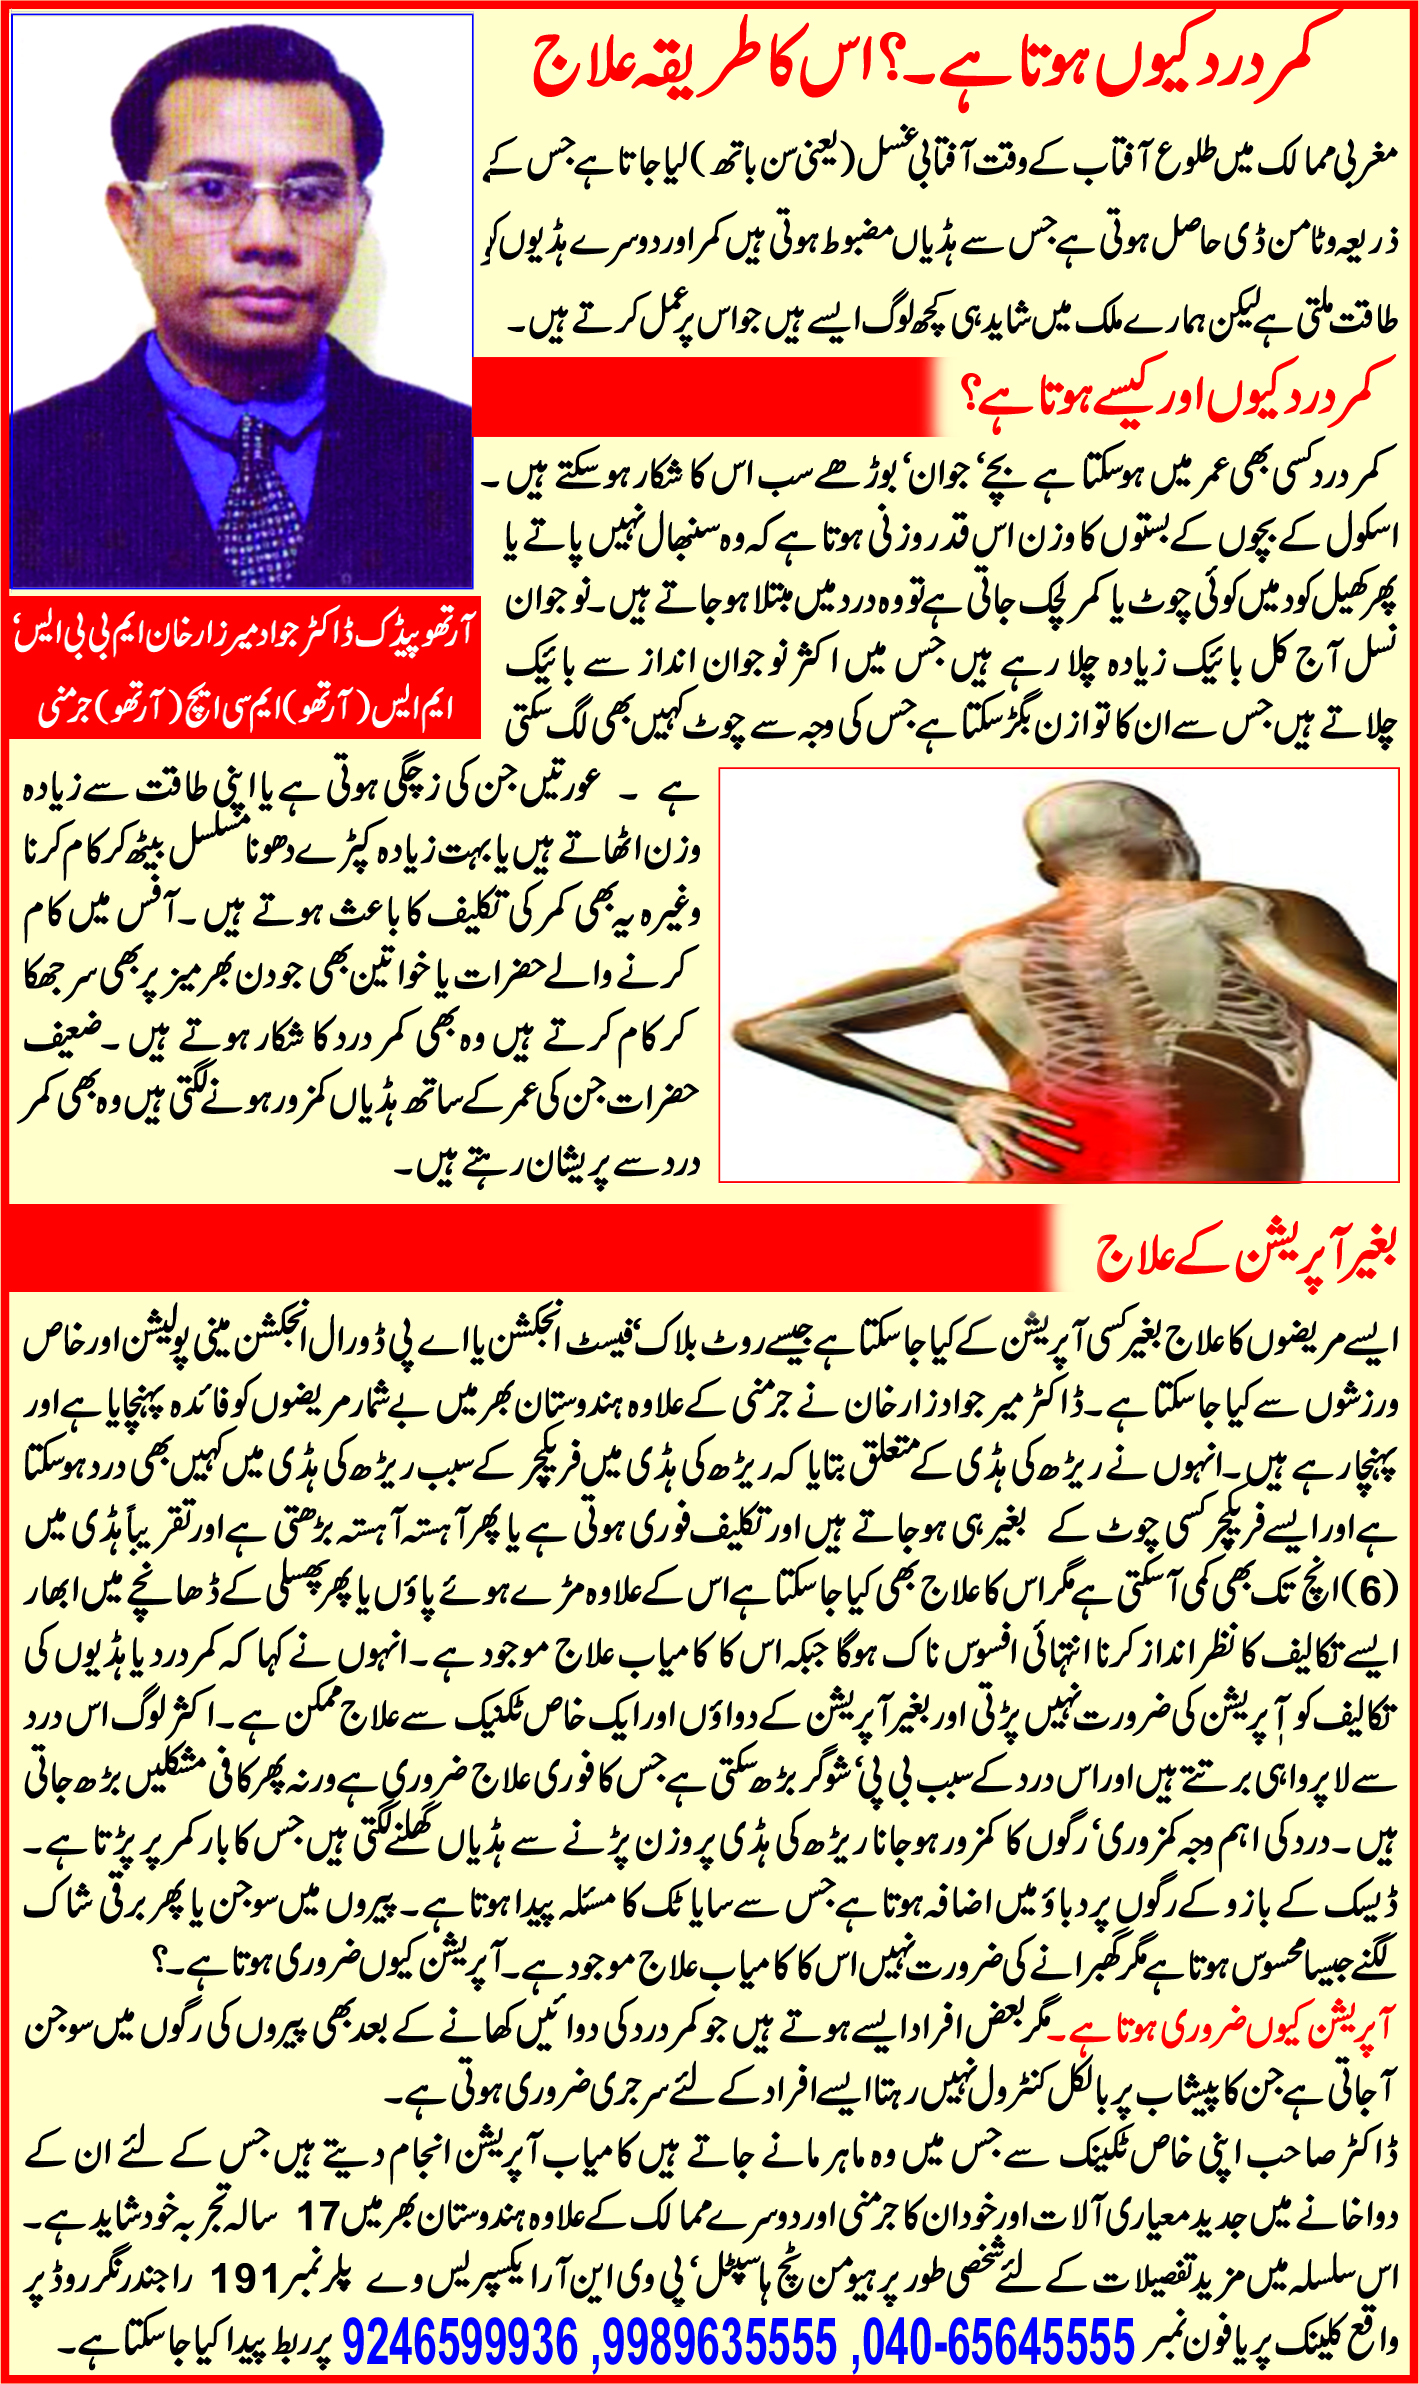 کمر درد کیوں ہوتا ہے۔؟ اس کا طریقہ علاج
مغربی ممالک میں طلوع آفتاب کے وقت آفتابی غسل (یعنی سن باتھ) لیا جاتا ہے جس کے
ذریعہ وٹامن ڈی حاصل ہوتی ہے جس سے ہڈیاں مضبوط ہوتی ہیں کمر اور دوسرے ہڈیوں کو
طاقت ملتی ہے لیکن ہمارے ملک میں شاید ہی کچھ لوگ ایسے ہیں جو اس پر عمل کرتے ہیں۔
کمر درد کیوں اور کیسے ہوتا ہے؟
کمر درد کسی بھی عمر میں ہوسکتا ہے بچے‘ جوان‘ بوڑھے سب اس کا شکار ہوسکتے ہیں۔
اسکول کے بچوں کے بستوں کا وزن اس قدر وزنی ہوتا ہے کہ وہ سنبھال نہیں پاتے یا
پھر کھیل کود میں کوئی چوٹ یا کمر لچک جاتی ہے تو وہ درد میں مبتلا ہوجاتے ہیں۔ نوجوان
نسل آج کل بائیک زیادہ چلا رہے ہیں جس میں اکثر نوجوان انداز سے بائیک
چلاتے ہیں جس سے ان کا توازن بگڑ سکتا ہے جس کی وجہ سے چوٹ کہیں بھی لگ سکتی
آرتھوپیڈک ڈاکٹر جواد میر زار خان ایم بی بی ایس‘
ایم ایس (آرتھو) ایم سی ایچ (آرتھو) جرمنی
ہے ۔ عورتیں جن کی زچگی ہوتی ہے یا اپنی طاقت سے زیادہ
وزن اٹھاتے ہیں یا بہت زیادہ کپڑے دھونا مسلسل بیٹھ کر کام کرنا
وغیرہ یہ بھی کمر کی تکلیف کا باعث ہوتے ہیں۔ آفس میں کام
کرنے والے حضرات یا خواتین بھی جو دن بھر میز پر بھی سر جھکا
کر کام کرتے ہیں وہ بھی کمر درد کا شکار ہوتے ہیں۔ ضعیف
حضرات جن کی عمر کے ساتھ ہڈیاں کمزور ہونے لگتی ہیں وہ بھی کمر
درد سے پریشان رہتے ہیں۔
بغیر آپریشن کے علاج
ایسے مریضوں کا علاج بغیر کسی آپریشن کے کیا جاسکتا ہے جیسے روٹ بلاک‘ فیسٹ انجکشن یا اے پی ڈورال انجکشن مینی پولیشن اور خاص
ورزشوں سے کیا جاسکتا ہے۔ ڈاکٹر میر جواد زار خان نے جرمنی کے علاوہ ہندوستان بھر میں بے شمار مریضوں کو فائدہ پہنچایا ہے اور
پہنچا رہے ہیں۔ انہوں نے ریڑھ کی ہڈی کے متعلق بتایا کہ ریڑھ کی ہڈی میں فریکچر کے سبب ریڑھ کی ہڈی میں کہیں بھی درد ہوسکتا
ہے اور ایسے فریکچر کسی چوٹ کے بغیر ہی ہوجاتے ہیں اور تکلیف فوری ہوتی ہے یا پھر آہستہ آہستہ بڑھتی ہے اور تقریباً ہڈی میں
(6) انچ تک بھی کمی آسکتی ہے مگر اس کا علاج بھی کیا جاسکتا ہے اس کے علاوہ مڑے ہوئے پاؤں یا پھر پھسلی کے ڈھانچے میں ابھار
ایسے تکالیف کا نظر انداز کرنا انتہائی افسوس ناک ہوگا جبکہ اس کا کامیاب علاج موجود ہے۔ انہوں نے کہا کہ کمر درد یا ہڈیوں کی
تکالیف کو آپریشن کی ضرورت نہیں پڑتی اور بغیر آپریشن کے دواؤں اور ایک خاص ٹکنیک سے علاج ممکن ہے۔ اکثر لوگ اس درد
سے لاپرواہی برتتے ہیں اور اس درد کے سبب بی پی‘ شوگر بڑھ سکتی ہے جس کا فوری علاج ضروری ہے ورنہ پھر کافی مشکلیں بڑھ جاتی
ہیں۔ درد کی اہم وجہ کمزوری‘ رگوں کا کمزور ہوجانا ریڑھ کی ہڈی پر وزن پڑنے سے ہڈیاں گھلنے لگتی ہیں جس کا بار کمر پر پڑتا ہے۔
ڈیسک کے بازو کے رگوں پر دباؤ میں اضافہ ہوتا ہے جس سے سایاٹک کا مسئلہ پیدا ہوتا ہے۔ پیروں میں سوجن یا پھر برقی شاک
لگنے جیسا محسوس ہوتا ہے مگر گھبرانے کی ضرورت نہیں اس کا کامیاب علاج موجود ہے۔ آپریشن کیوں ضروری ہوتا ہے۔؟
آپریشن کیوں ضروری ہوتا ہے۔ مگر بعض افراد ایسے ہوتے ہیں جو کمر درد کی دوائیں کھانے کے بعد بھی پیروں کی رگوں میں سوجن
آجاتی ہے جن کا پیشاب پر بالکل کنٹرول نہیں رہتا ایسے افراد کے لئے سرجری ضروری ہوتی ہے۔
ڈاکٹر صاحب اپنی خاص ٹکینک سے جس میں وہ ماہر مانے جاتے ہیں کامیاب آپریشن انجام دیتے ہیں جس کے لئے ان کے
دواخانے میں جدید معیاری آلات اور خود ان کا جرمنی اور دوسرے ممالک کے علاوہ ہندوستان بھر میں 17 سالہ تجربہ خود شاید ہے۔
اس سلسلہ میں مزید تفصیلات کے لئے شخصی طور پر ہیومن ٹچ ہاسپٹل‘ پی وی این آر ایکسپریس وے پلر نمبر 191 راجندر نگر روڈ پر
واقع کلینک پر یا فون نمبر 040-65645555, 9989635555, 9246599936 پر ربط پیدا کیا جاسکتا ہے۔